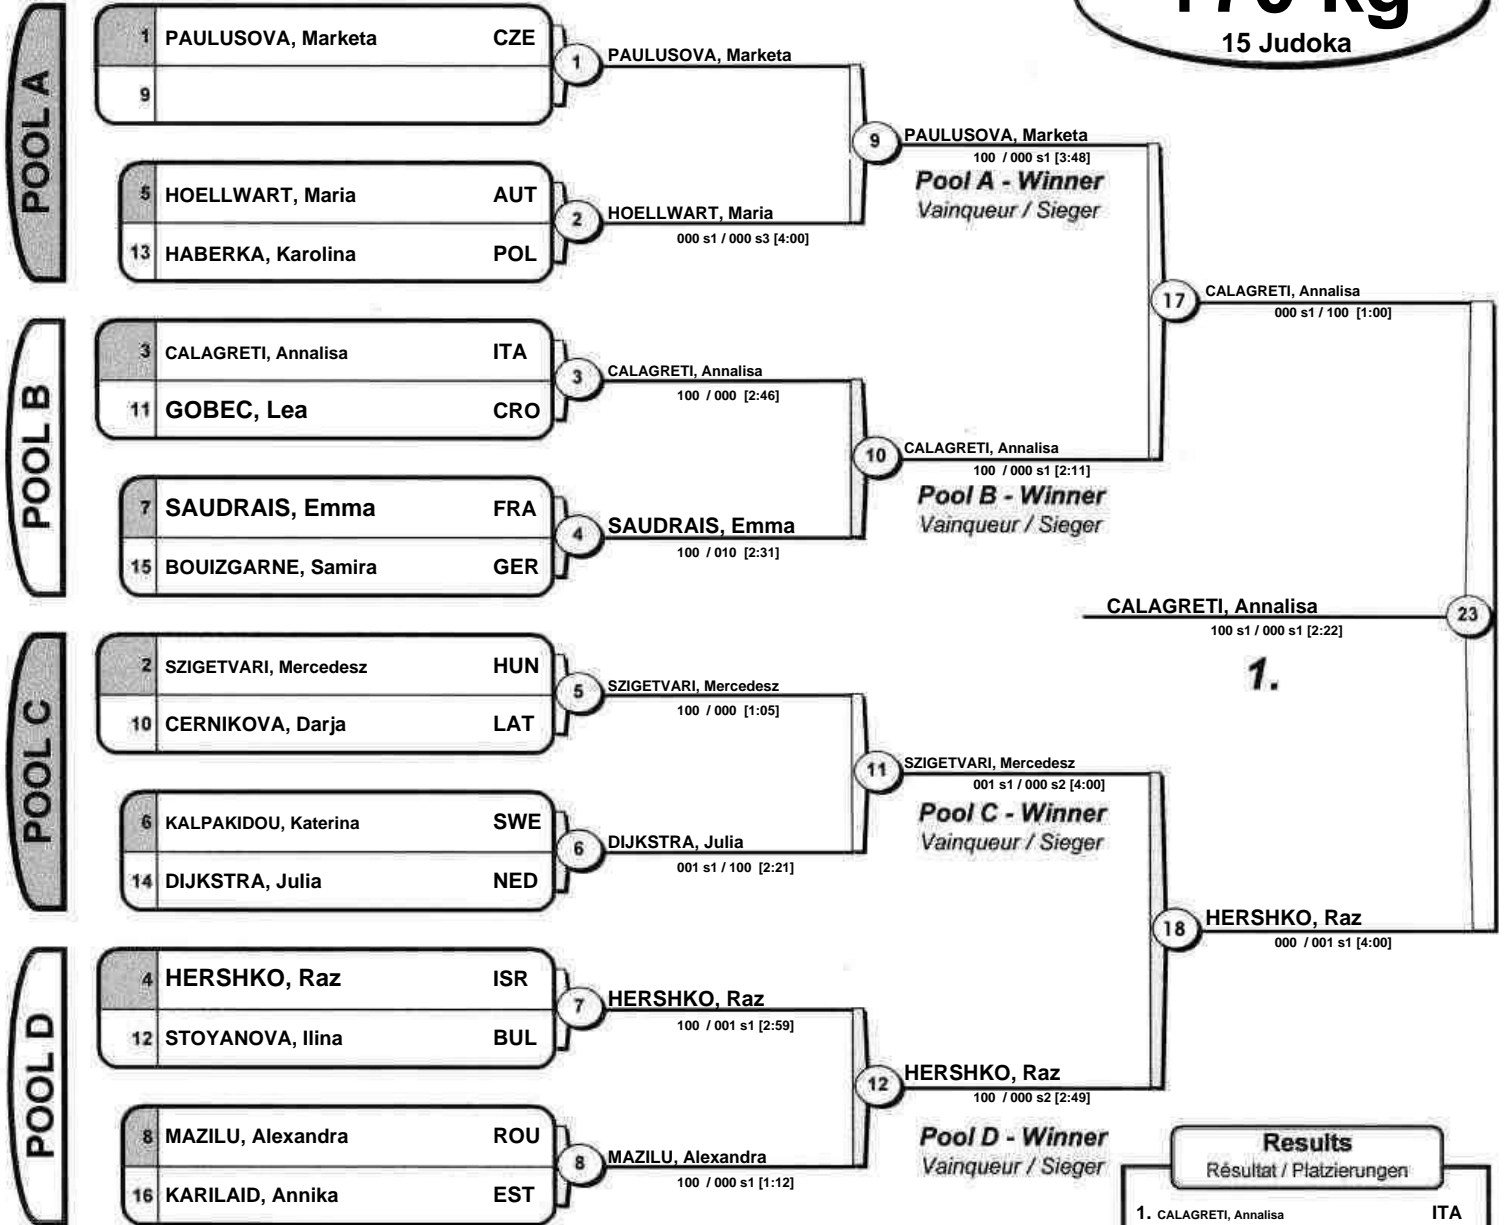 +70 kg
15 Judoka
POOL A
1 PAULUSOVA, Marketa CZE
9
1
PAULUSOVA, Marketa
5 HOELLWART, Maria AUT
13 HABERKA, Karolina POL
2
HOELLWART, Maria
000 s1 / 000 s3 [4:00]
9
PAULUSOVA, Marketa
100 / 000 s1 [3:48]
Pool A - Winner
Vainqueur / Sieger
POOL B
3 CALAGRETI, Annalisa ITA
11 GOBEC, Lea CRO
3
CALAGRETI, Annalisa
100 / 000 [2:46]
7 SAUDRAIS, Emma FRA
15 BOUIZGARNE, Samira GER
4
SAUDRAIS, Emma
100 / 010 [2:31]
10
CALAGRETI, Annalisa
100 / 000 s1 [2:11]
Pool B - Winner
Vainqueur / Sieger
17
CALAGRETI, Annalisa
000 s1 / 100 [1:00]
POOL C
2 SZIGETVARI, Mercedesz HUN
10 CERNIKOVA, Darja LAT
5
SZIGETVARI, Mercedesz
100 / 000 [1:05]
6 KALPAKIDOU, Katerina SWE
14 DIJKSTRA, Julia NED
6
DIJKSTRA, Julia
001 s1 / 100 [2:21]
11
SZIGETVARI, Mercedesz
001 s1 / 000 s2 [4:00]
Pool C - Winner
Vainqueur / Sieger
POOL D
4 HERSHKO, Raz ISR
12 STOYANOVA, Ilina BUL
7
HERSHKO, Raz
100 / 001 s1 [2:59]
8 MAZILU, Alexandra ROU
16 KARILAID, Annika EST
8
MAZILU, Alexandra
100 / 000 s1 [1:12]
12
HERSHKO, Raz
100 / 000 s2 [2:49]
Pool D - Winner
Vainqueur / Sieger
18
HERSHKO, Raz
000 / 001 s1 [4:00]
23
CALAGRETI, Annalisa
100 s1 / 000 s1 [2:22]
1.
Results
Résultat / Platzierungen
1. CALAGRETI, Annalisa ITA